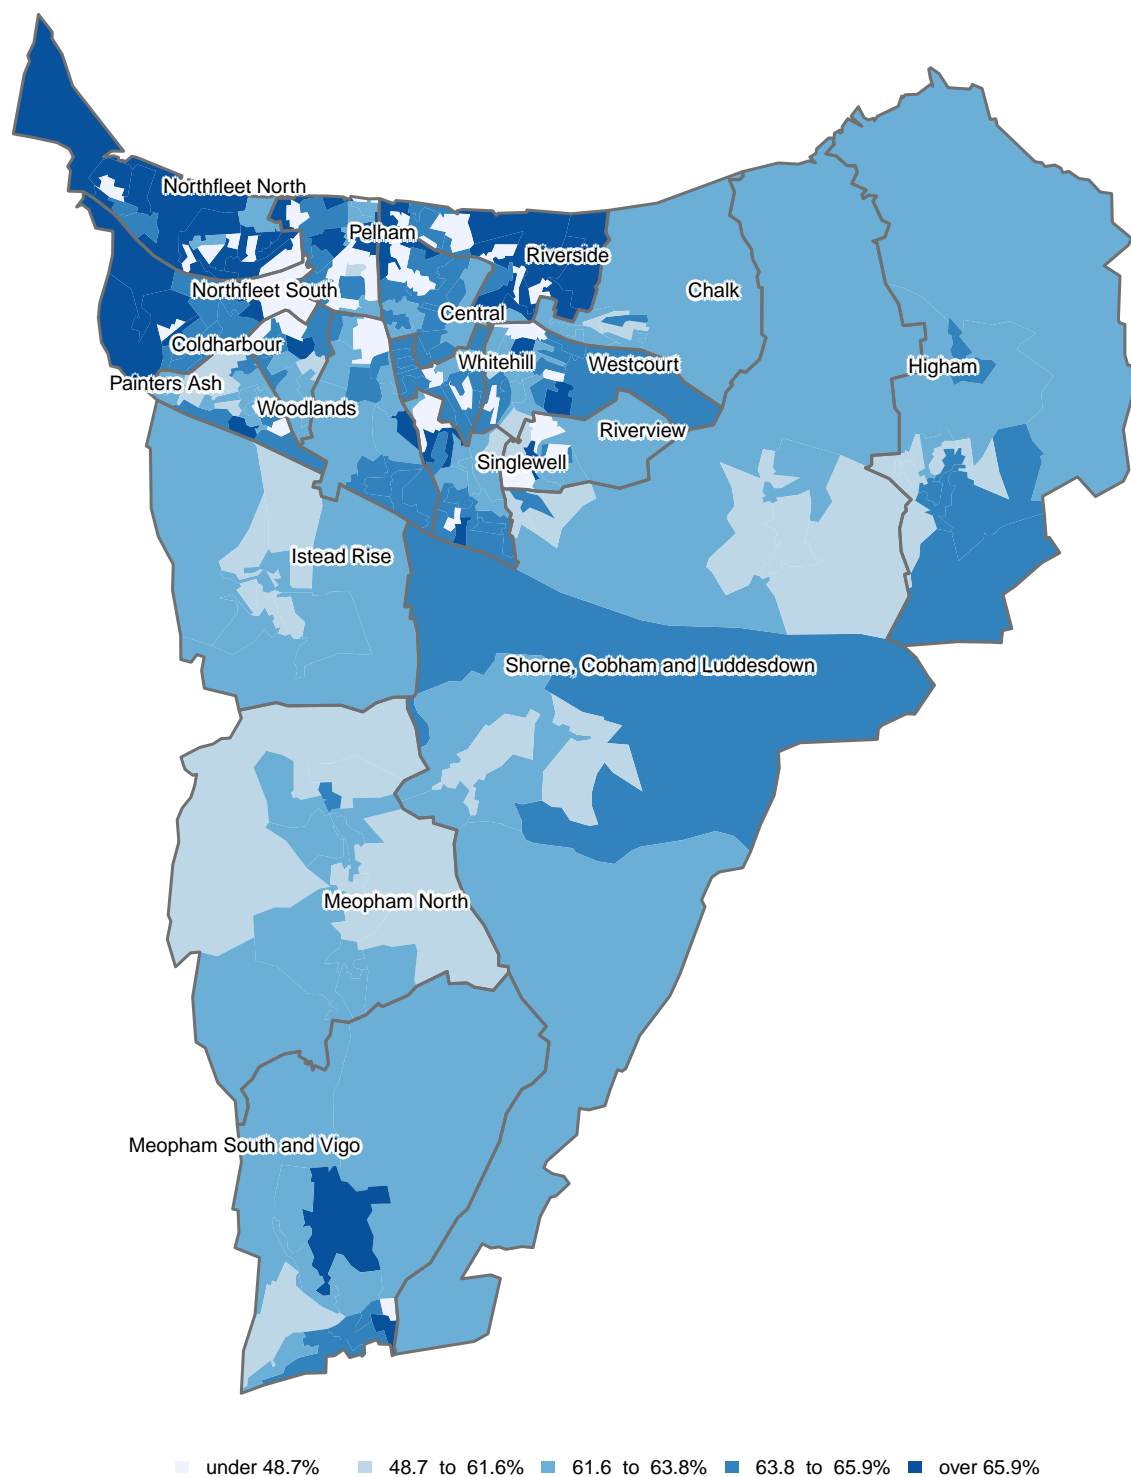 Northfleet North
Pelham
Riverside
Northfleet South
Chalk
Central
Coldharbour
Whitehill
Westcourt
Higham
Painters Ash
Woodlands
Riverview
Singlewell
Istead Rise
Shorne, Cobham and Luddesdown
Meopham North
Meopham South and Vigo
under 48.7% 48.7 to 61.6% 61.6 to 63.8% 63.8 to 65.9% over 65.9%